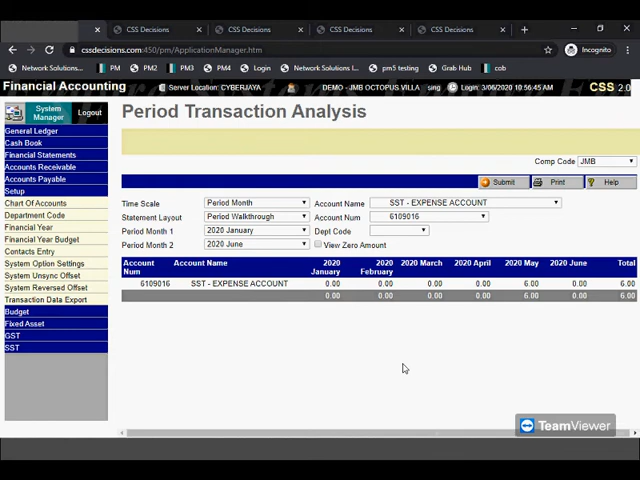 CSS Decisions
CSS Decisions
CSS Decisions
CSS Decisions
cssdecisions.com:450/pm/ApplicationManager.htm
Incognito
Network Solutions... PM PM2 PM3 PM4 Login Network Solutions I... pm5 testing Grab Hub cob
Financial Accounting
Server Location: CYBERJAYA
DEMO - JMB OCTOPUS VILLA
sing
Login: 3/06/2020 10:56:45 AM
CSS 2.0
System Manager
Logout
General Ledger
Cash Book
Financial Statements
Accounts Receivable
Accounts Payable
Setup
Chart Of Accounts
Department Code
Financial Year
Financial Year Budget
Contacts Entry
System Option Settings
System Unsync Offset
System Reversed Offset
Transaction Data Export
Budget
Fixed Asset
GST
SST
Period Transaction Analysis
Comp Code JMB
Submit Print Help
Time Scale Period Month Account Name SST - EXPENSE ACCOUNT
Statement Layout Period Walkthrough Account Num 6109016
Period Month 1 2020 January Dept Code
Period Month 2 2020 June View Zero Amount
Account Num Account Name 2020 January 2020 February 2020 March 2020 April 2020 May 2020 June Total
6109016 SST - EXPENSE ACCOUNT 0.00 0.00 0.00 0.00 6.00 0.00 6.00
0.00 0.00 0.00 0.00 6.00 0.00 6.00
TeamViewer